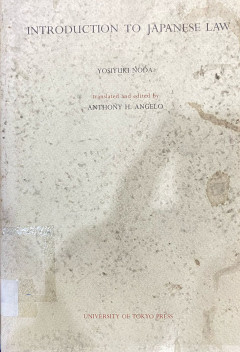 INTRODUCTION TO JAPANESE LAW
YOSIYUKI NODA
translated and edited by
ANTHONY H. ANGELO
UNIVERSITY OF TOKYO PRESS